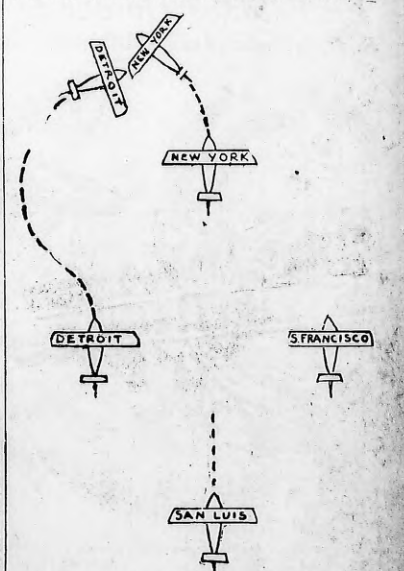 NEW YORK
DETROIT
NEW YORK
DETROIT
S.FRANCISCO
SAN LUIS